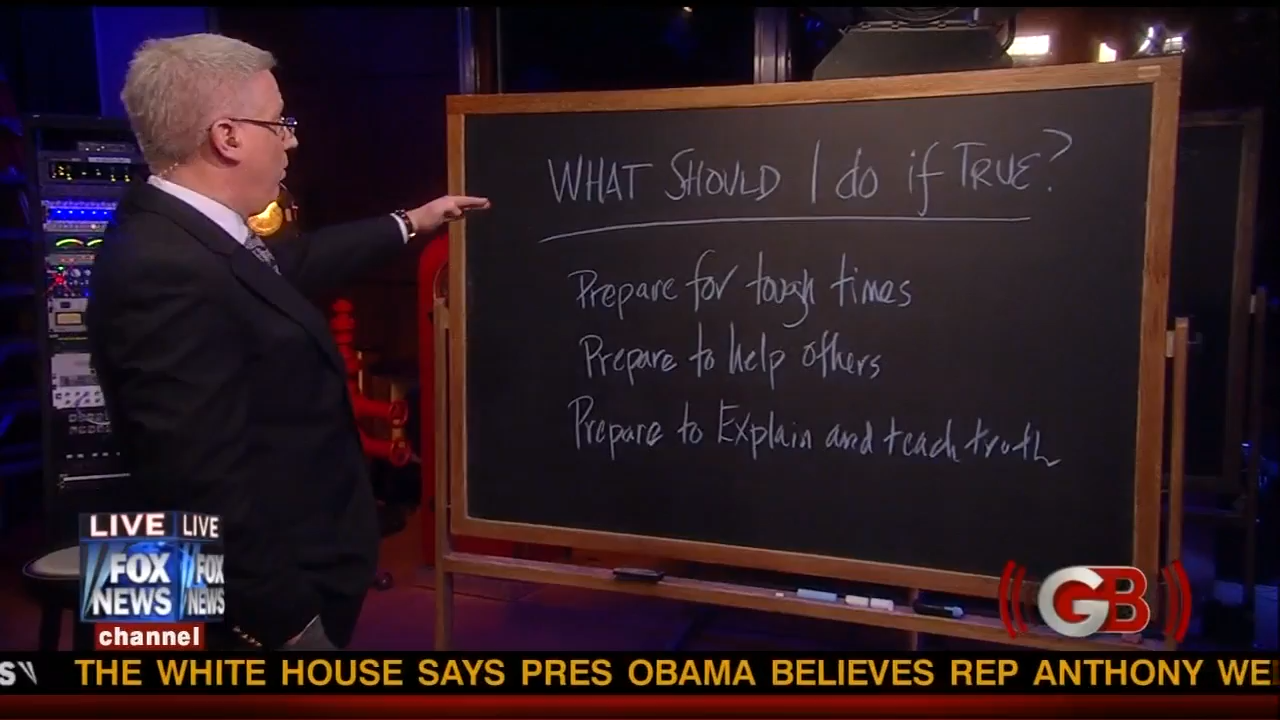 WHAT SHOULD I do if TRUE?
Prepare for tough times
Prepare to help others
Prepare to Explain and teach truth
LIVE LIVE
FOX FOX
NEWS NEWS
channel
GB
S THE WHITE HOUSE SAYS PRES OBAMA BELIEVES REP ANTHONY WE